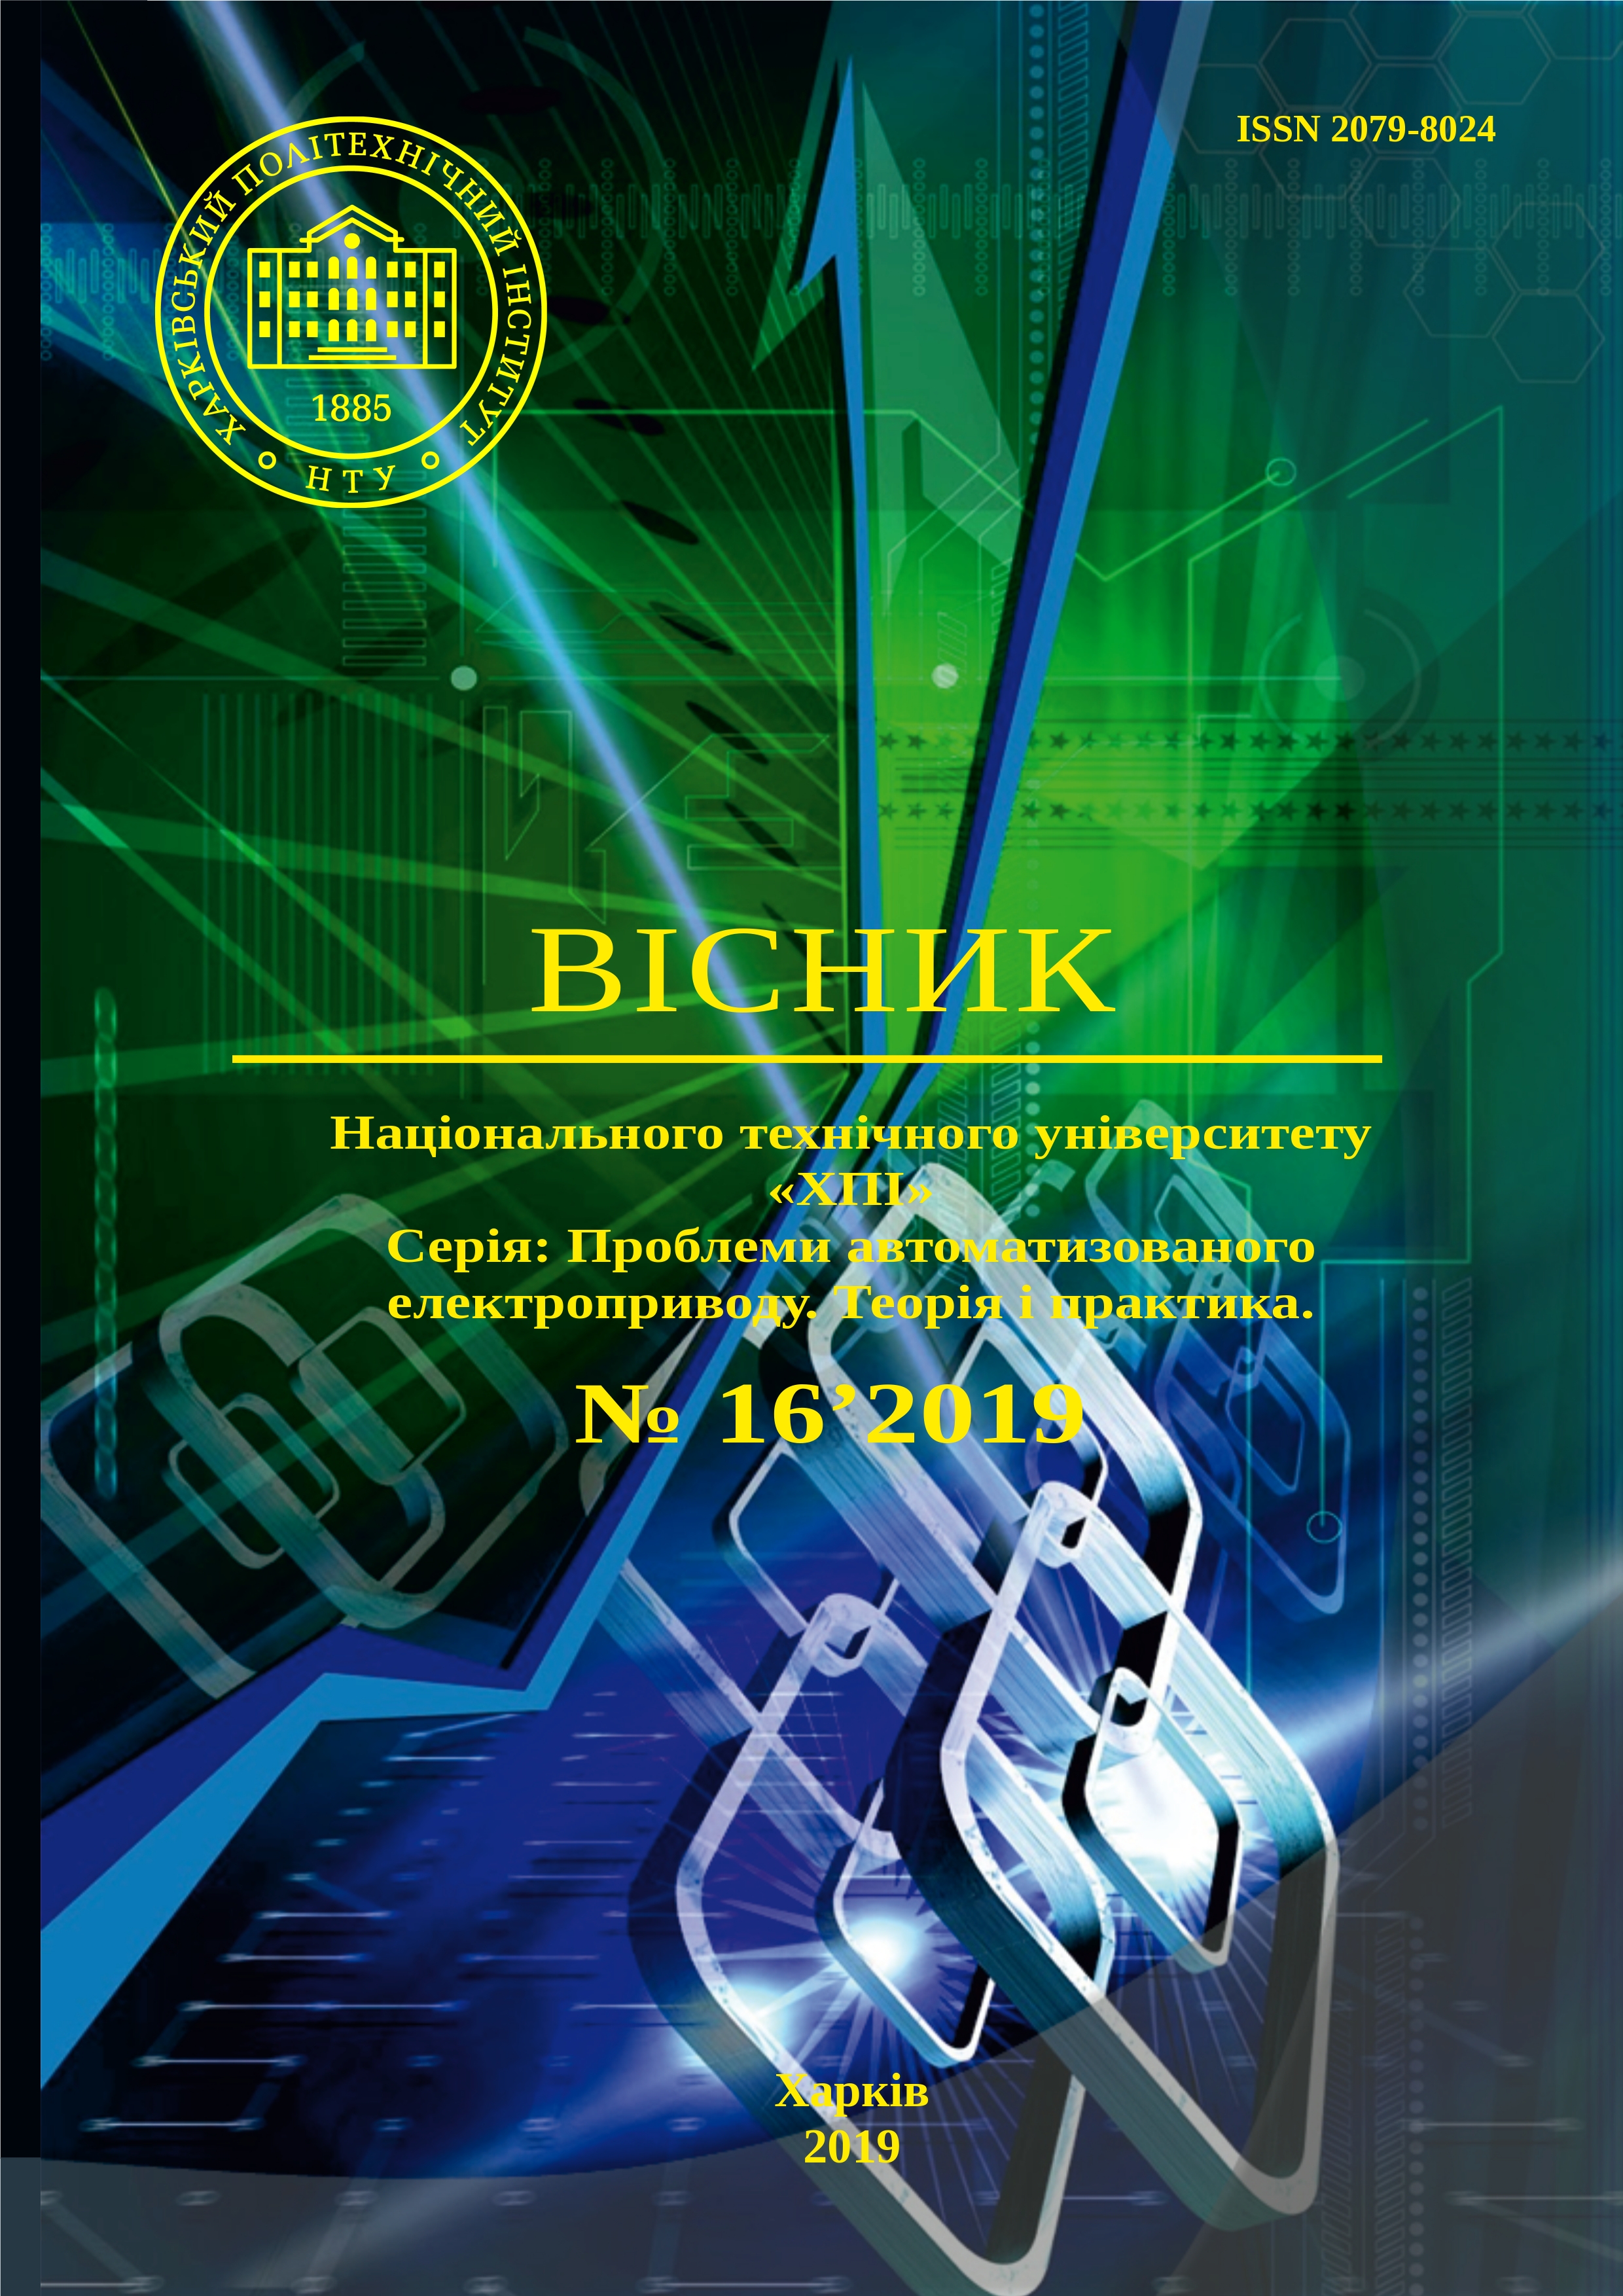 ISSN 2079-8024
ХАРКІВСЬКИЙ ПОЛІТЕХНІЧНИЙ ІНСТИТУТ
1885
НТУ
ВІСНИК
Національного технічного університету
«ХПІ»
Серія: Проблеми автоматизованого
електроприводу. Теорія і практика.
№ 16’2019
Харків
2019